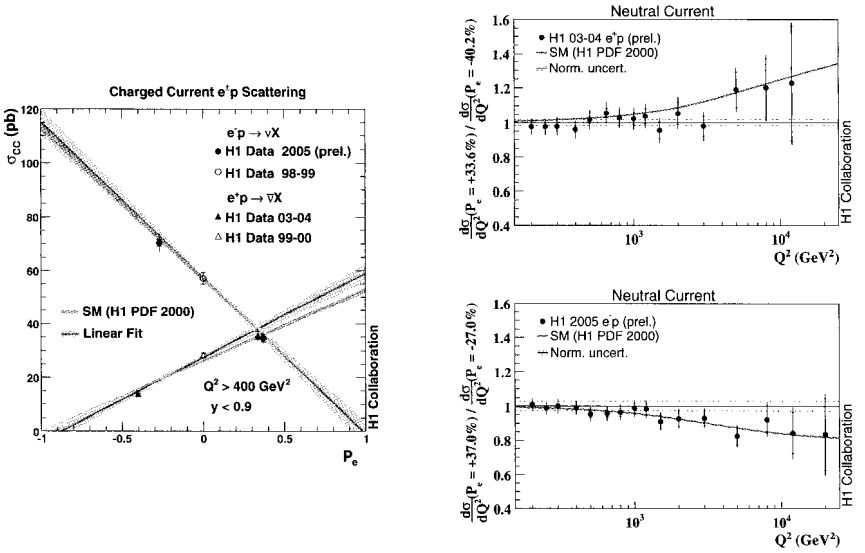 Charged Current e±p Scattering
σCC (pb)
120
100
80
60
40
20
0
e⁻p → νX
H1 Data 2005 (prel.)
H1 Data 98-99
e⁺p → ν̄X
H1 Data 03-04
H1 Data 99-00
SM (H1 PDF 2000)
Linear Fit
Q² > 400 GeV²
y < 0.9
-1 -0.5 0 0.5 1
Pe
H1 Collaboration
Neutral Current
H1 03-04 e⁺p (prel.)
SM (H1 PDF 2000)
Norm. uncert.
dσ/dQ²(Pe = +33.6%) / dσ/dQ²(Pe = -40.2%)
1.6
1.4
1.2
1
0.8
0.6
0.4
10³ 10⁴
Q² (GeV²)
H1 Collaboration
Neutral Current
H1 2005 e⁻p (prel.)
SM (H1 PDF 2000)
Norm. uncert.
dσ/dQ²(Pe = +37.0%) / dσ/dQ²(Pe = -27.0%)
1.6
1.4
1.2
1
0.8
0.6
0.4
10³ 10⁴
Q² (GeV²)
H1 Collaboration